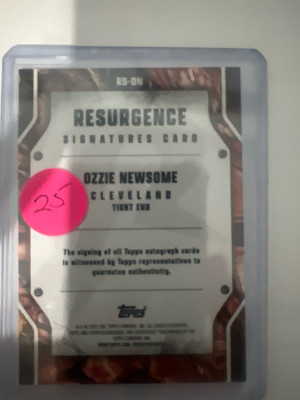 RS-ON
RESURGENCE
SIGNATURES CARD
OZZIE NEWSOME
CLEVELAND
TIGHT END
25
The signing of all Topps autograph cards
is witnessed by Topps representatives to
guarantee authenticity.
Topps